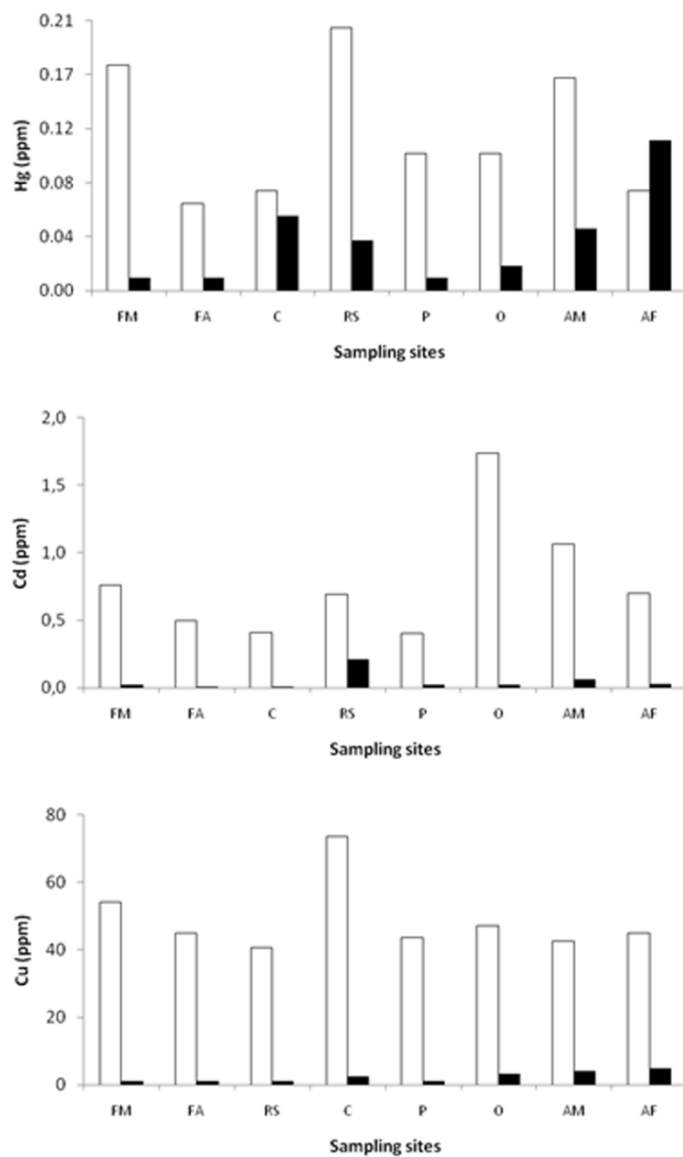 0.21
0.17
0.12
0.08
0.04
0.00
Hg (ppm)
FM FA C RS P O AM AF
Sampling sites
2,0
1,5
1,0
0,5
0,0
Cd (ppm)
FM FA C RS P O AM AF
Sampling sites
80
60
40
20
0
Cu (ppm)
FM FA RS C P O AM AF
Sampling sites